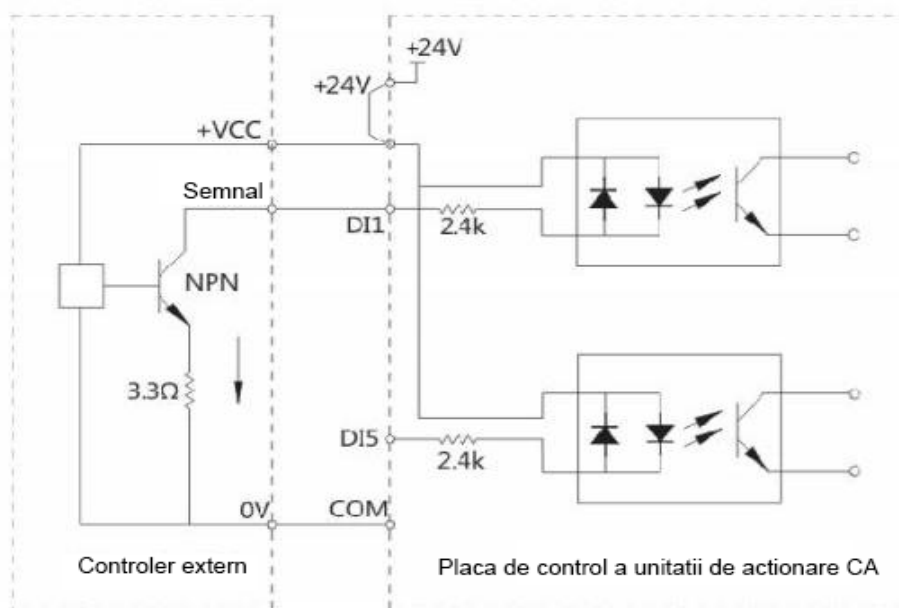 +24V
+24V
+VCC
Semnal
DI1
2.4k
NPN
3.3Ω
DI5
2.4k
0V
COM
Controler extern
Placa de control a unitatii de actionare CA